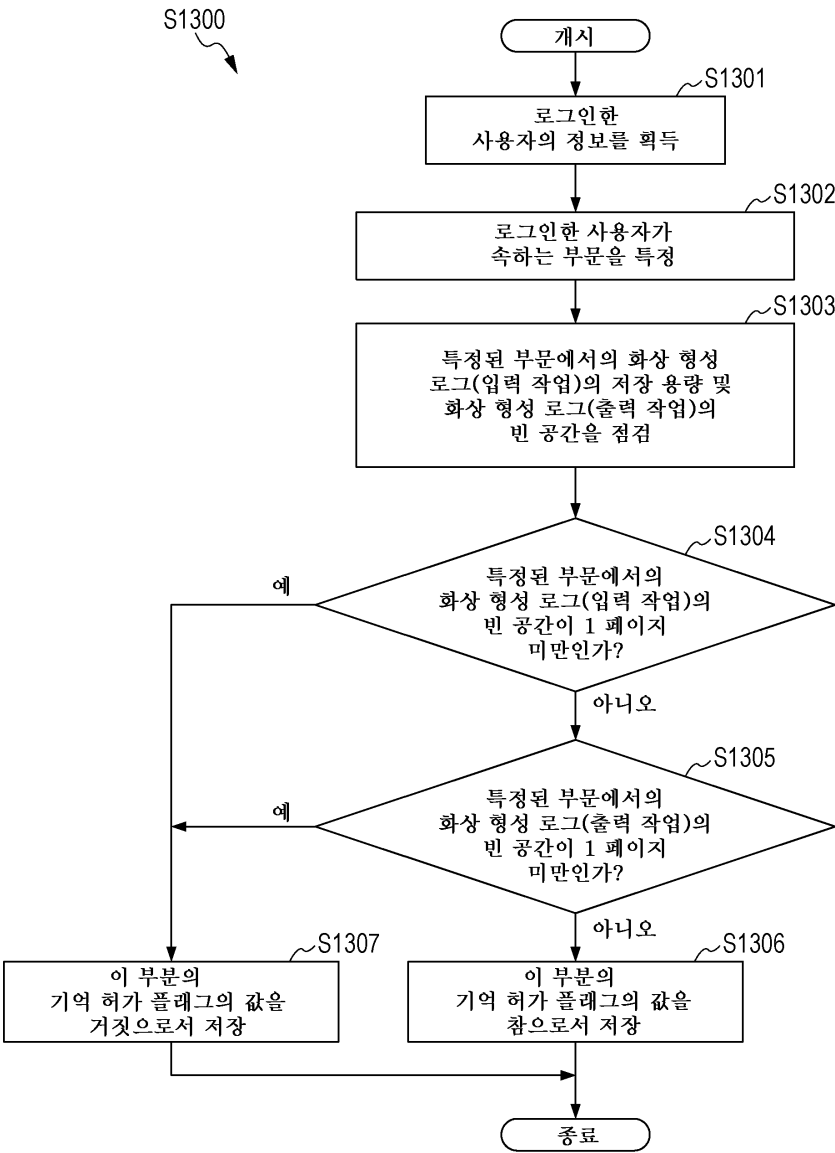 S1300
개시
S1301
로그인한
사용자의 정보를 획득
S1302
로그인한 사용자가
속하는 부문을 특정
S1303
특정된 부문에서의 화상 형성
로그(입력 작업)의 저장 용량 및
화상 형성 로그(출력 작업)의
빈 공간을 점검
S1304
특정된 부문에서의
화상 형성 로그(입력 작업)의
빈 공간이 1 페이지
미만인가?
예
아니오
S1305
특정된 부문에서의
화상 형성 로그(출력 작업)의
빈 공간이 1 페이지
미만인가?
예
아니오
S1307
이 부분의
기억 허가 플래그의 값을
거짓으로서 저장
S1306
이 부분의
기억 허가 플래그의 값을
참으로서 저장
종료